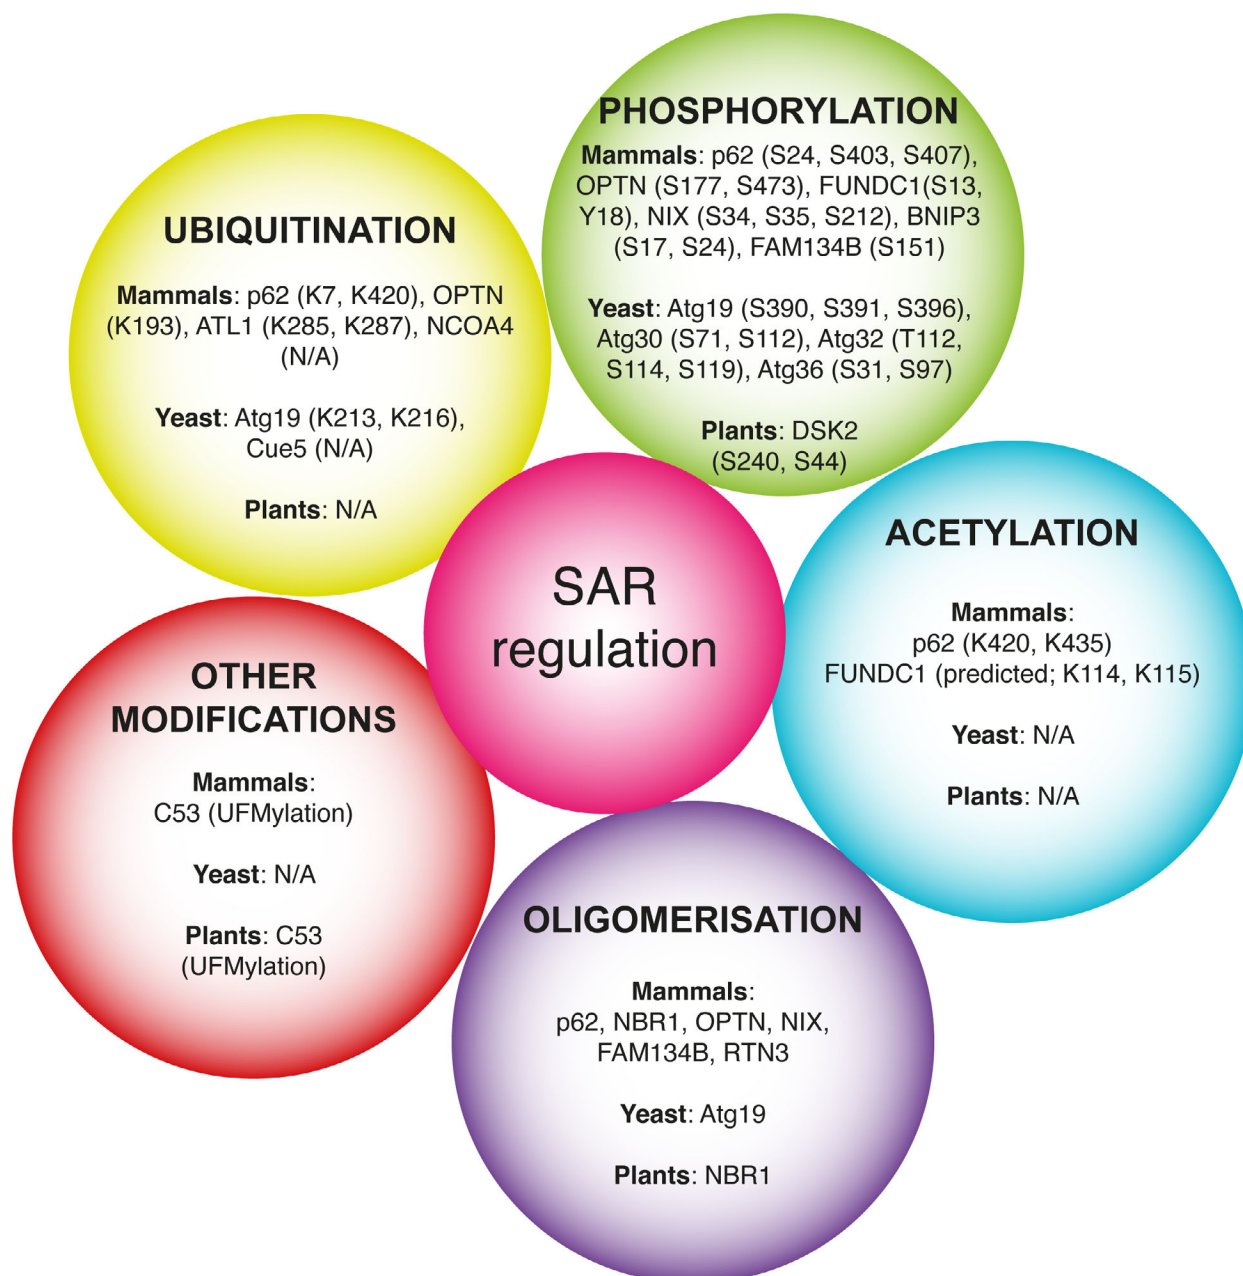 PHOSPHORYLATION
Mammals: p62 (S24, S403, S407),
OPTN (S177, S473), FUNDC1(S13,
Y18), NIX (S34, S35, S212), BNIP3
(S17, S24), FAM134B (S151)
Yeast: Atg19 (S390, S391, S396),
Atg30 (S71, S112), Atg32 (T112,
S114, S119), Atg36 (S31, S97)
Plants: DSK2
(S240, S44)
UBIQUITINATION
Mammals: p62 (K7, K420), OPTN
(K193), ATL1 (K285, K287), NCOA4
(N/A)
Yeast: Atg19 (K213, K216),
Cue5 (N/A)
Plants: N/A
ACETYLATION
Mammals:
p62 (K420, K435)
FUNDC1 (predicted; K114, K115)
Yeast: N/A
Plants: N/A
SAR
regulation
OTHER
MODIFICATIONS
Mammals:
C53 (UFMylation)
Yeast: N/A
Plants: C53
(UFMylation)
OLIGOMERISATION
Mammals:
p62, NBR1, OPTN, NIX,
FAM134B, RTN3
Yeast: Atg19
Plants: NBR1